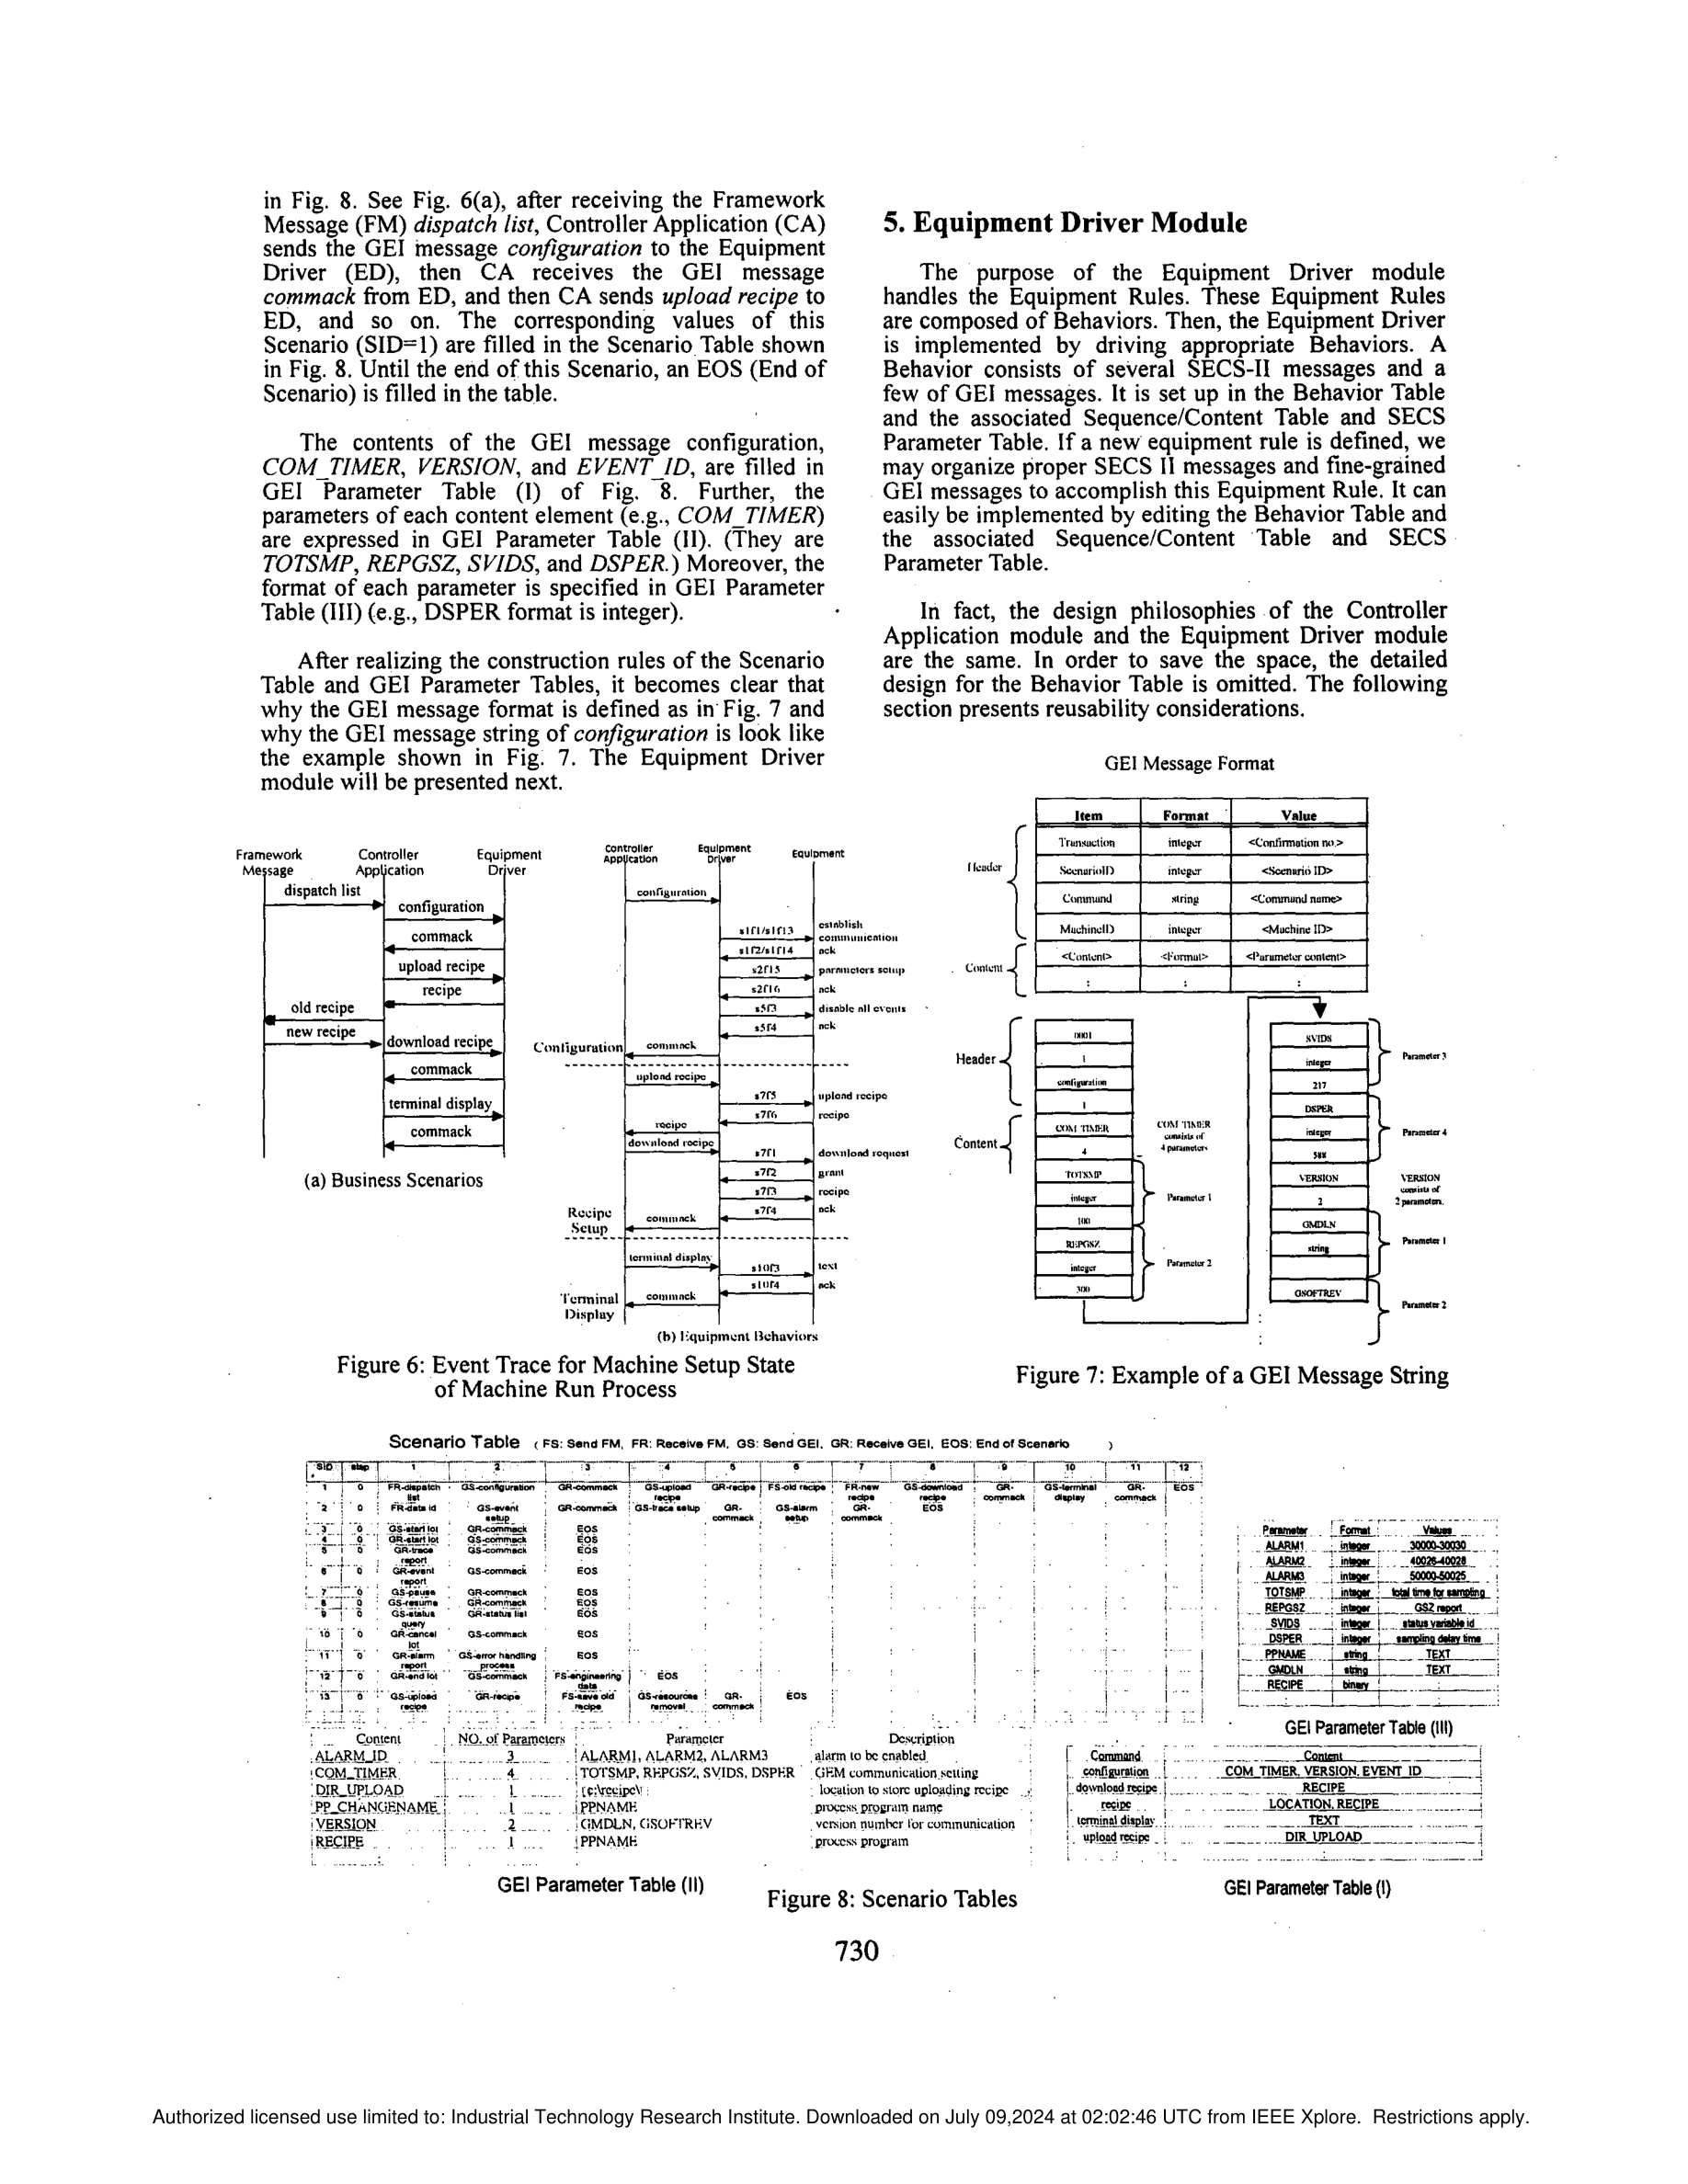 in Fig. 8. See Fig. 6(a), after receiving the Framework
Message (FM) dispatch list, Controller Application (CA)
sends the GEI message configuration to the Equipment
Driver (ED), then CA receives the GEI message
commack from ED, and then CA sends upload recipe to
ED, and so on. The corresponding values of this
Scenario (SID=1) are filled in the Scenario Table shown
in Fig. 8. Until the end of this Scenario, an EOS (End of
Scenario) is filled in the table.
The contents of the GEI message configuration,
COM_TIMER, VERSION, and EVENT_ID, are filled in
GEI Parameter Table (I) of Fig. 8. Further, the
parameters of each content element (e.g., COM_TIMER)
are expressed in GEI Parameter Table (II). (They are
TOTSMP, REPGSZ, SVIDS, and DSPER.) Moreover, the
format of each parameter is specified in GEI Parameter
Table (III) (e.g., DSPER format is integer).
After realizing the construction rules of the Scenario
Table and GEI Parameter Tables, it becomes clear that
why the GEI message format is defined as in Fig. 7 and
why the GEI message string of configuration is look like
the example shown in Fig. 7. The Equipment Driver
module will be presented next.
5. Equipment Driver Module
The purpose of the Equipment Driver module
handles the Equipment Rules. These Equipment Rules
are composed of Behaviors. Then, the Equipment Driver
is implemented by driving appropriate Behaviors. A
Behavior consists of several SECS-II messages and a
few of GEI messages. It is set up in the Behavior Table
and the associated Sequence/Content Table and SECS
Parameter Table. If a new equipment rule is defined, we
may organize proper SECS II messages and fine-grained
GEI messages to accomplish this Equipment Rule. It can
easily be implemented by editing the Behavior Table and
the associated Sequence/Content Table and SECS
Parameter Table.
In fact, the design philosophies of the Controller
Application module and the Equipment Driver module
are the same. In order to save the space, the detailed
design for the Behavior Table is omitted. The following
section presents reusability considerations.
Framework Message Controller Application Equipment Driver
dispatch list
configuration
commack
upload recipe
recipe
old recipe
new recipe
download recipe
commack
terminal display
commack
(a) Business Scenarios
Controller Application Equipment Driver Equipment
configuration
s1f1/s1f13 establish communication
s1f2/s1f14 ack
s2f15 parameters setup
s2f16 ack
s5f3 disable all events
s5f4 ack
Configuration commack
upload recipe
s7f5 upload recipe
s7f6 recipe
recipe
download recipe
s7f1 download request
s7f2 grant
s7f3 recipe
s7f4 ack
Recipe Setup commack
terminal display
s10f3 text
s10f4 ack
Terminal Display commack
(b) Equipment Behaviors
Figure 6: Event Trace for Machine Setup State
of Machine Run Process
GEI Message Format
Item Format Value
Header
Transaction integer <Confirmation no.>
ScenarioID integer <Scenario ID>
Command string <Command name>
MachineID integer <Machine ID>
Content
<Content> <Format> <Parameter content>
: : :
Header
0001
1
configuration
1
Content
COM TIMER
4
COM TIMER consists of 4 parameters
TOTSMP
integer
100
Parameter 1
REPGSZ
integer
300
Parameter 2
SVIDS
integer
217
Parameter 3
DSPER
integer
588
Parameter 4
VERSION
2
VERSION consists of 2 parameters.
GMDLN
string
Parameter 1
GSOFTREV
Parameter 2
Figure 7: Example of a GEI Message String
Scenario Table ( FS: Send FM, FR: Receive FM, GS: Send GEI, GR: Receive GEI, EOS: End of Scenario )
SID step 1 2 3 4 5 6 7 8 9 10 11 12
1 0 FR-dispatch list GS-configuration GR-commack GS-upload recipe GR-recipe FS-old recipe FR-new recipe GS-download recipe GR-commack GS-terminal display GR-commack EOS
2 0 FR-data id GS-event setup GR-commack GS-trace setup GR-commack GS-alarm setup GR-commack EOS
3 0 GS-start lot GR-commack EOS
4 0 GR-start lot GS-commack EOS
5 0 GR-trace report GS-commack EOS
6 0 GR-event report GS-commack EOS
7 0 GS-pause GR-commack EOS
8 0 GS-resume GR-commack EOS
9 0 GS-status query GR-status list EOS
10 0 GR-cancel lot GS-commack EOS
11 0 GR-alarm report GS-error handling process EOS
12 0 GR-end lot GS-commack FS-engineering data EOS
13 0 GS-upload recipe GR-recipe FS-save old recipe GS-resources removal GR-commack EOS
Parameter Format Values
ALARM1 integer 30000-30030
ALARM2 integer 40026-40028
ALARM3 integer 50000-50025
TOTSMP integer total time for sampling
REPGSZ integer GSZ report
SVIDS integer status variable id
DSPER integer sampling delay time
PPNAME string TEXT
GMDLN string TEXT
RECIPE binary
GEI Parameter Table (III)
Content NO. of Parameters Parameter Description
ALARM_ID 3 ALARM1, ALARM2, ALARM3 alarm to be enabled
COM_TIMER 4 TOTSMP, REPGSZ, SVIDS, DSPER GEM communication setting
DIR_UPLOAD 1 {c:\recipe\} location to store uploading recipe
PP_CHANGENAME 1 PPNAME process program name
VERSION 2 GMDLN, GSOFTREV version number for communication
RECIPE 1 PPNAME process program
GEI Parameter Table (II)
Command Content
configuration COM_TIMER, VERSION, EVENT_ID
download recipe RECIPE
recipe LOCATION, RECIPE
terminal display TEXT
upload recipe DIR_UPLOAD
GEI Parameter Table (I)
Figure 8: Scenario Tables
730
Authorized licensed use limited to: Industrial Technology Research Institute. Downloaded on July 09,2024 at 02:02:46 UTC from IEEE Xplore. Restrictions apply.